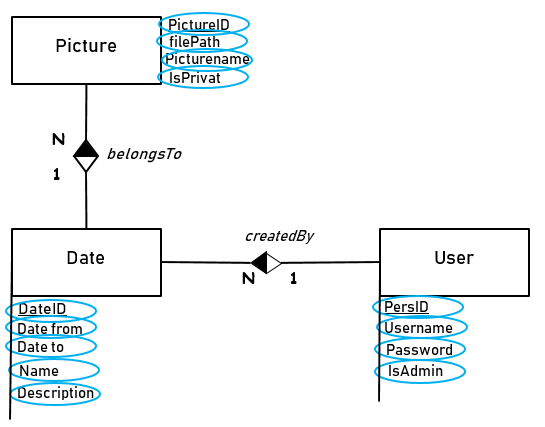 Picture
PictureID
filePath
Picturename
IsPrivat
N
belongsTo
1
createdBy
Date
User
N
1
DateID
Date from
Date to
Name
Description
PersID
Username
Password
IsAdmin